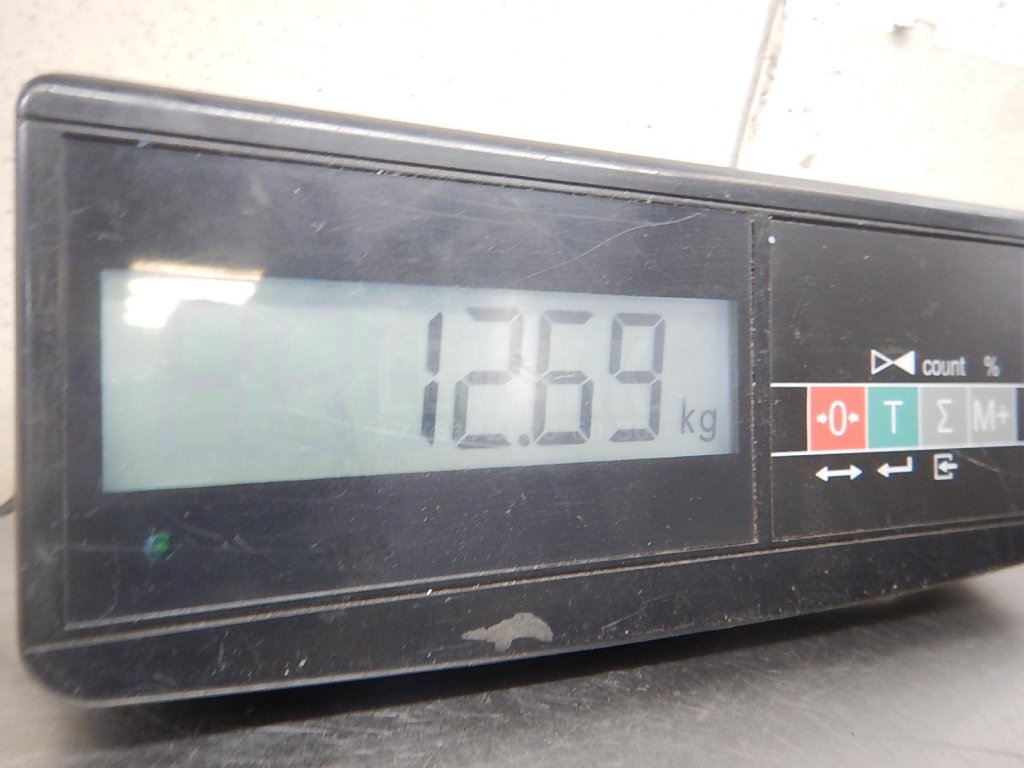 12.69 kg
count %
→0← T Σ M+